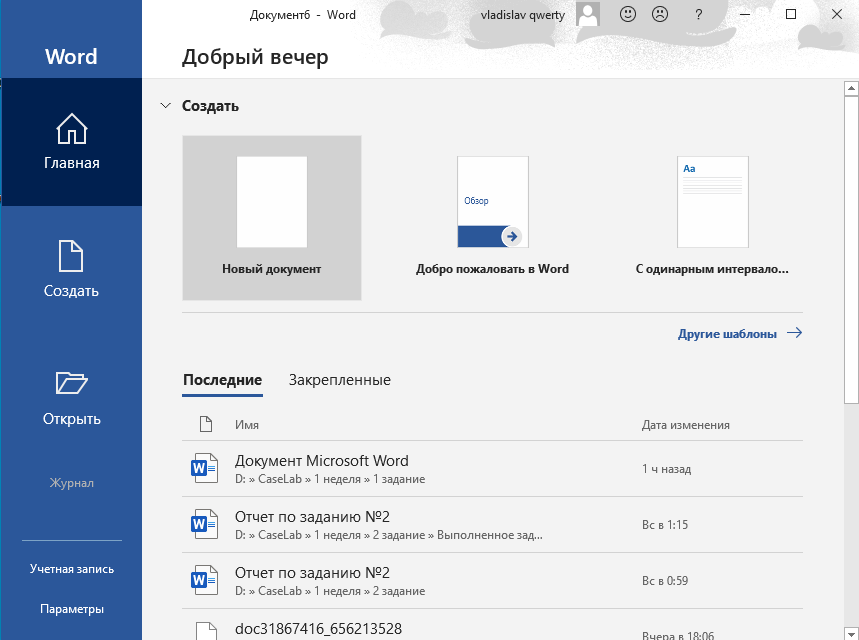 Документ6 - Word
vladislav qwerty
?
Word
Добрый вечер
Главная
Создать
Открыть
Журнал
Учетная запись
Параметры
Создать
Новый документ
Обзор
Добро пожаловать в Word
Aa
С одинарным интервало...
Другие шаблоны
Последние
Закрепленные
Имя
Дата изменения
W
Документ Microsoft Word
D: » CaseLab » 1 неделя » 1 задание
1 ч назад
W
Отчет по заданию №2
D: » CaseLab » 1 неделя » 2 задание » Выполненное зад...
Вс в 1:15
W
Отчет по заданию №2
D: » CaseLab » 1 неделя » 2 задание
Вс в 0:59
doc31867416_656213528
Вчера в 18:06